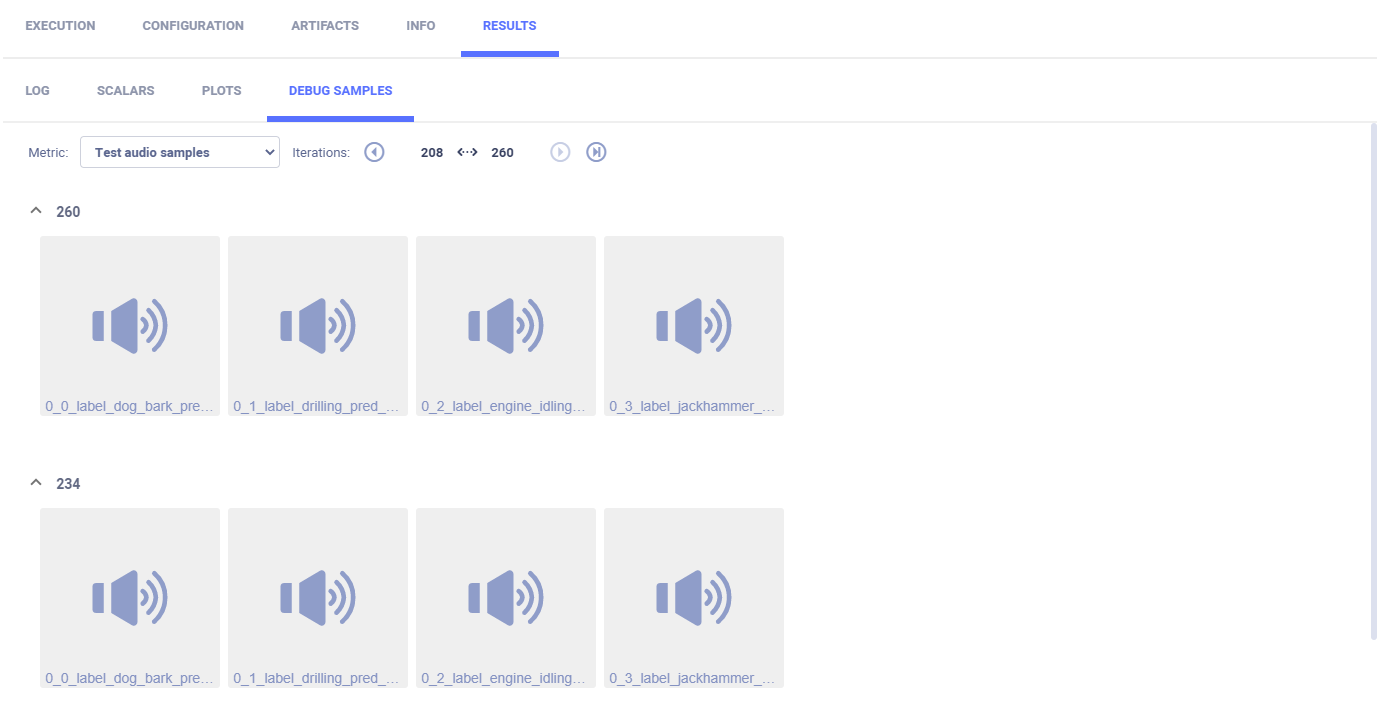 EXECUTION CONFIGURATION ARTIFACTS INFO RESULTS
LOG SCALARS PLOTS DEBUG SAMPLES
Metric: Test audio samples Iterations: 208 260
260
0_0_label_dog_bark_pre... 0_1_label_drilling_pred_... 0_2_label_engine_idling... 0_3_label_jackhammer_...
234
0_0_label_dog_bark_pre... 0_1_label_drilling_pred_... 0_2_label_engine_idling... 0_3_label_jackhammer_...